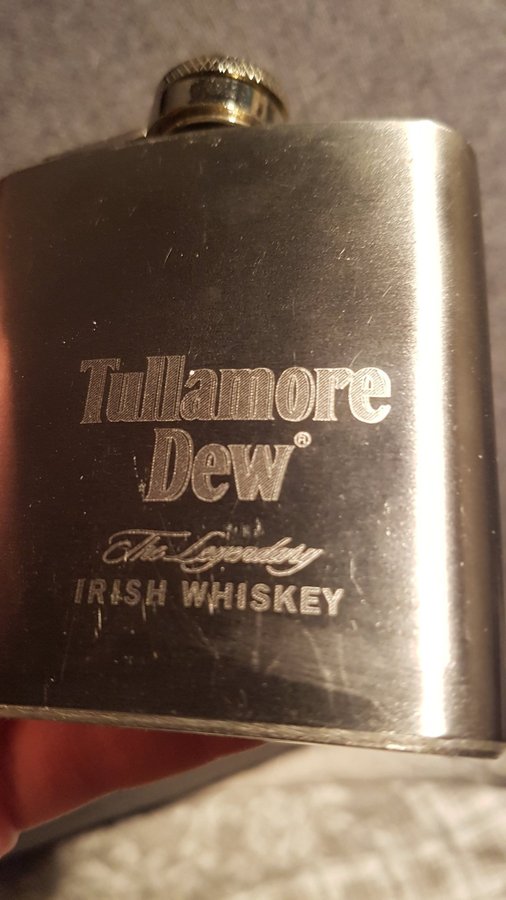 Tullamore
Dew®
The Legendary
IRISH WHISKEY